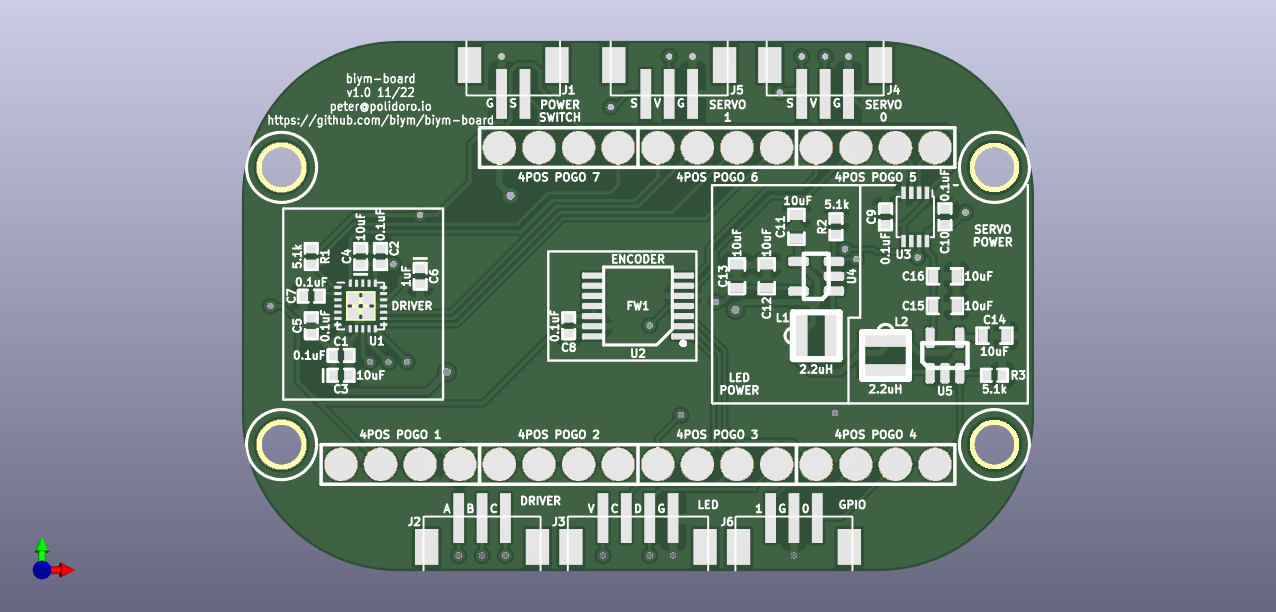 biym-board
v1.0 11/22
peter@polidoro.io
https://github.com/biym/biym-board
G S
J1
POWER
SWITCH
S V G
J5
SERVO
1
S V G
J4
SERVO
0
4POS POGO 7
4POS POGO 6
4POS POGO 5
5.1k
R1
10uF
C4
0.1uF
C2
1uF
C6
0.1uF
C7
C5
0.1uF
DRIVER
U1
C1
0.1uF
10uF
C3
ENCODER
FW1
0.1uF
C8
U2
10uF
C13
10uF
C12
10uF
C11
5.1k
R2
U4
L1
2.2uH
LED
POWER
C9
0.1uF
U3
0.1uF
C10
SERVO
POWER
C16
10uF
C15
10uF
L2
2.2uH
C14
10uF
U5
R3
5.1k
4POS POGO 1
4POS POGO 2
4POS POGO 3
4POS POGO 4
A B C
DRIVER
J2
V C D G
LED
J3
1 G 0
GPIO
J6